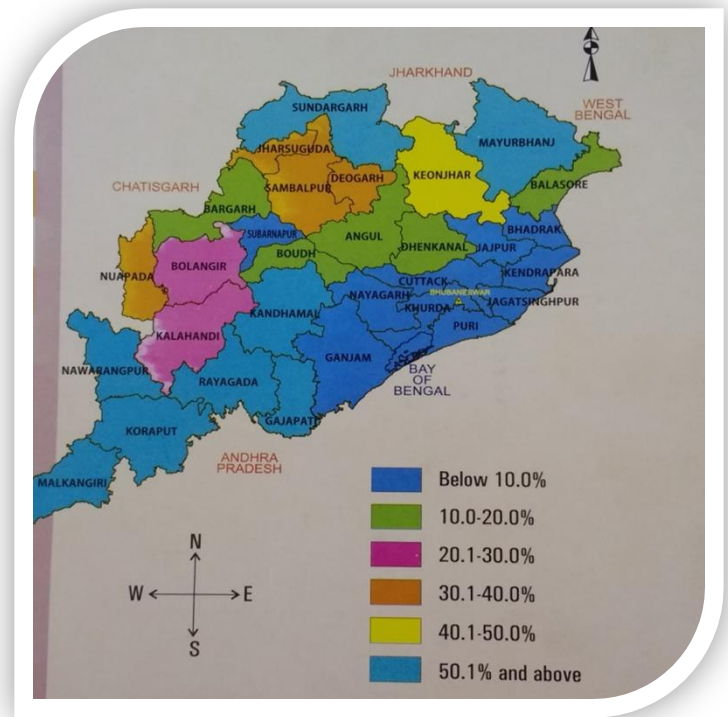 JHARKHAND
WEST
BENGAL
SUNDARGARH
MAYURBHANJ
JHARSUGUDA
DEOGARH
KEONJHAR
SAMBALPUR
BALASORE
CHATISGARH
BARGARH
SUBARNAPUR
ANGUL
DHENKANAL
JAJPUR
BHADRAK
BOUDH
BOLANGIR
NUAPADA
CUTTACK
KENDRAPARA
NAYAGARH
BHUBANESWAR
JAGATSINGHPUR
KHURDA
KANDHAMAL
PURI
KALAHANDI
GANJAM
BAY
OF
BENGAL
NAWARANGPUR
RAYAGADA
GAJAPATI
KORAPUT
ANDHRA
PRADESH
MALKANGIRI
N
W E
S
Below 10.0%
10.0-20.0%
20.1-30.0%
30.1-40.0%
40.1-50.0%
50.1% and above